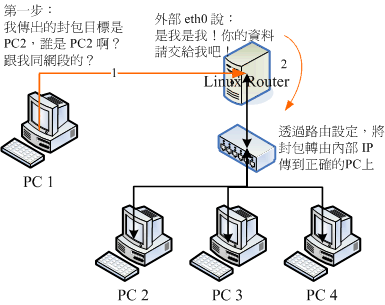 第一步：
我傳出的封包目標是
PC2，誰是 PC2 啊？
跟我同網段的？
外部 eth0 說：
是我是我！你的資料
請交給我吧！
1
2
Linux Router
透過路由設定，將
封包轉由內部 IP
傳到正確的PC上
PC 1
PC 2
PC 3
PC 4